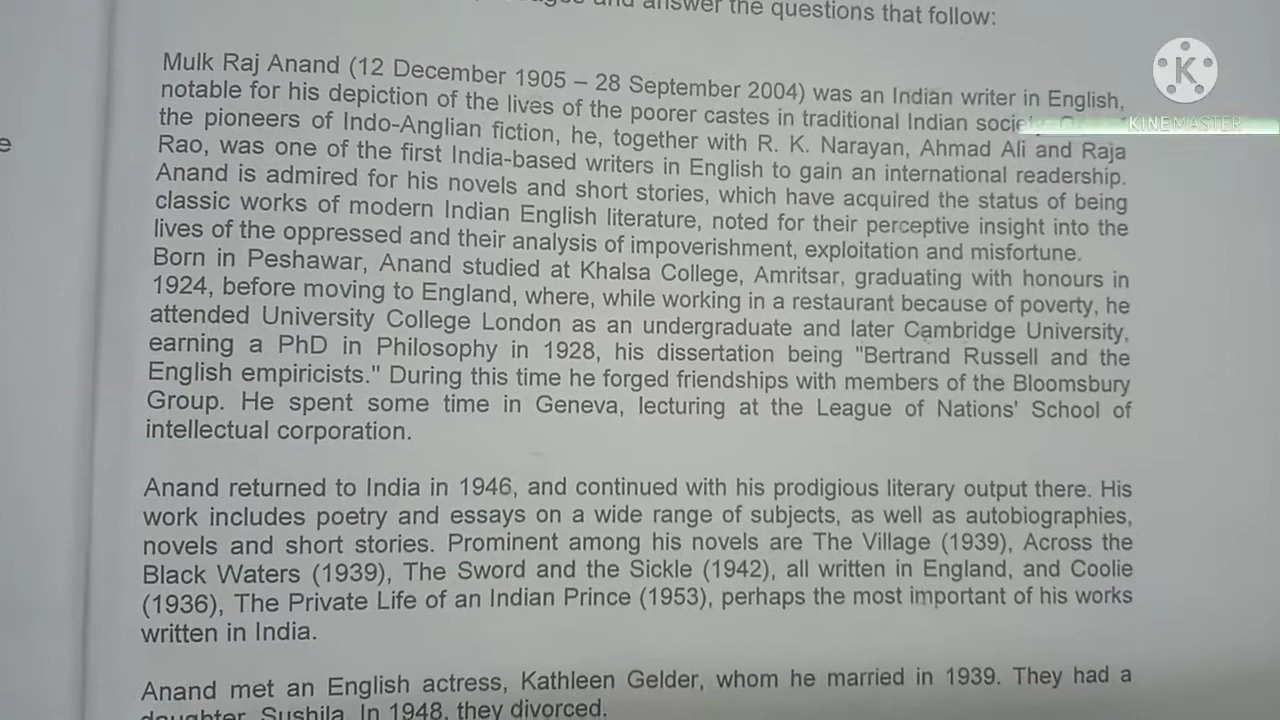 and answer the questions that follow:
Mulk Raj Anand (12 December 1905 – 28 September 2004) was an Indian writer in English,
notable for his depiction of the lives of the poorer castes in traditional Indian
the pioneers of Indo-Anglian fiction, he, together with R. K. Narayan, Ahmad Ali and Raja
Rao, was one of the first India-based writers in English to gain an international readership.
Anand is admired for his novels and short stories, which have acquired the status of being
classic works of modern Indian English literature, noted for their perceptive insight into the
lives of the oppressed and their analysis of impoverishment, exploitation and misfortune.
Born in Peshawar, Anand studied at Khalsa College, Amritsar, graduating with honours in
1924, before moving to England, where, while working in a restaurant because of poverty, he
attended University College London as an undergraduate and later Cambridge University,
earning a PhD in Philosophy in 1928, his dissertation being "Bertrand Russell and the
English empiricists." During this time he forged friendships with members of the Bloomsbury
Group. He spent some time in Geneva, lecturing at the League of Nations' School of
intellectual corporation.
Anand returned to India in 1946, and continued with his prodigious literary output there. His
work includes poetry and essays on a wide range of subjects, as well as autobiographies,
novels and short stories. Prominent among his novels are The Village (1939), Across the
Black Waters (1939), The Sword and the Sickle (1942), all written in England, and Coolie
(1936), The Private Life of an Indian Prince (1953), perhaps the most important of his works
written in India.
Anand met an English actress, Kathleen Gelder, whom he married in 1939. They had a
daughter, Sushila. In 1948, they divorced.
e
K
KINEMASTER